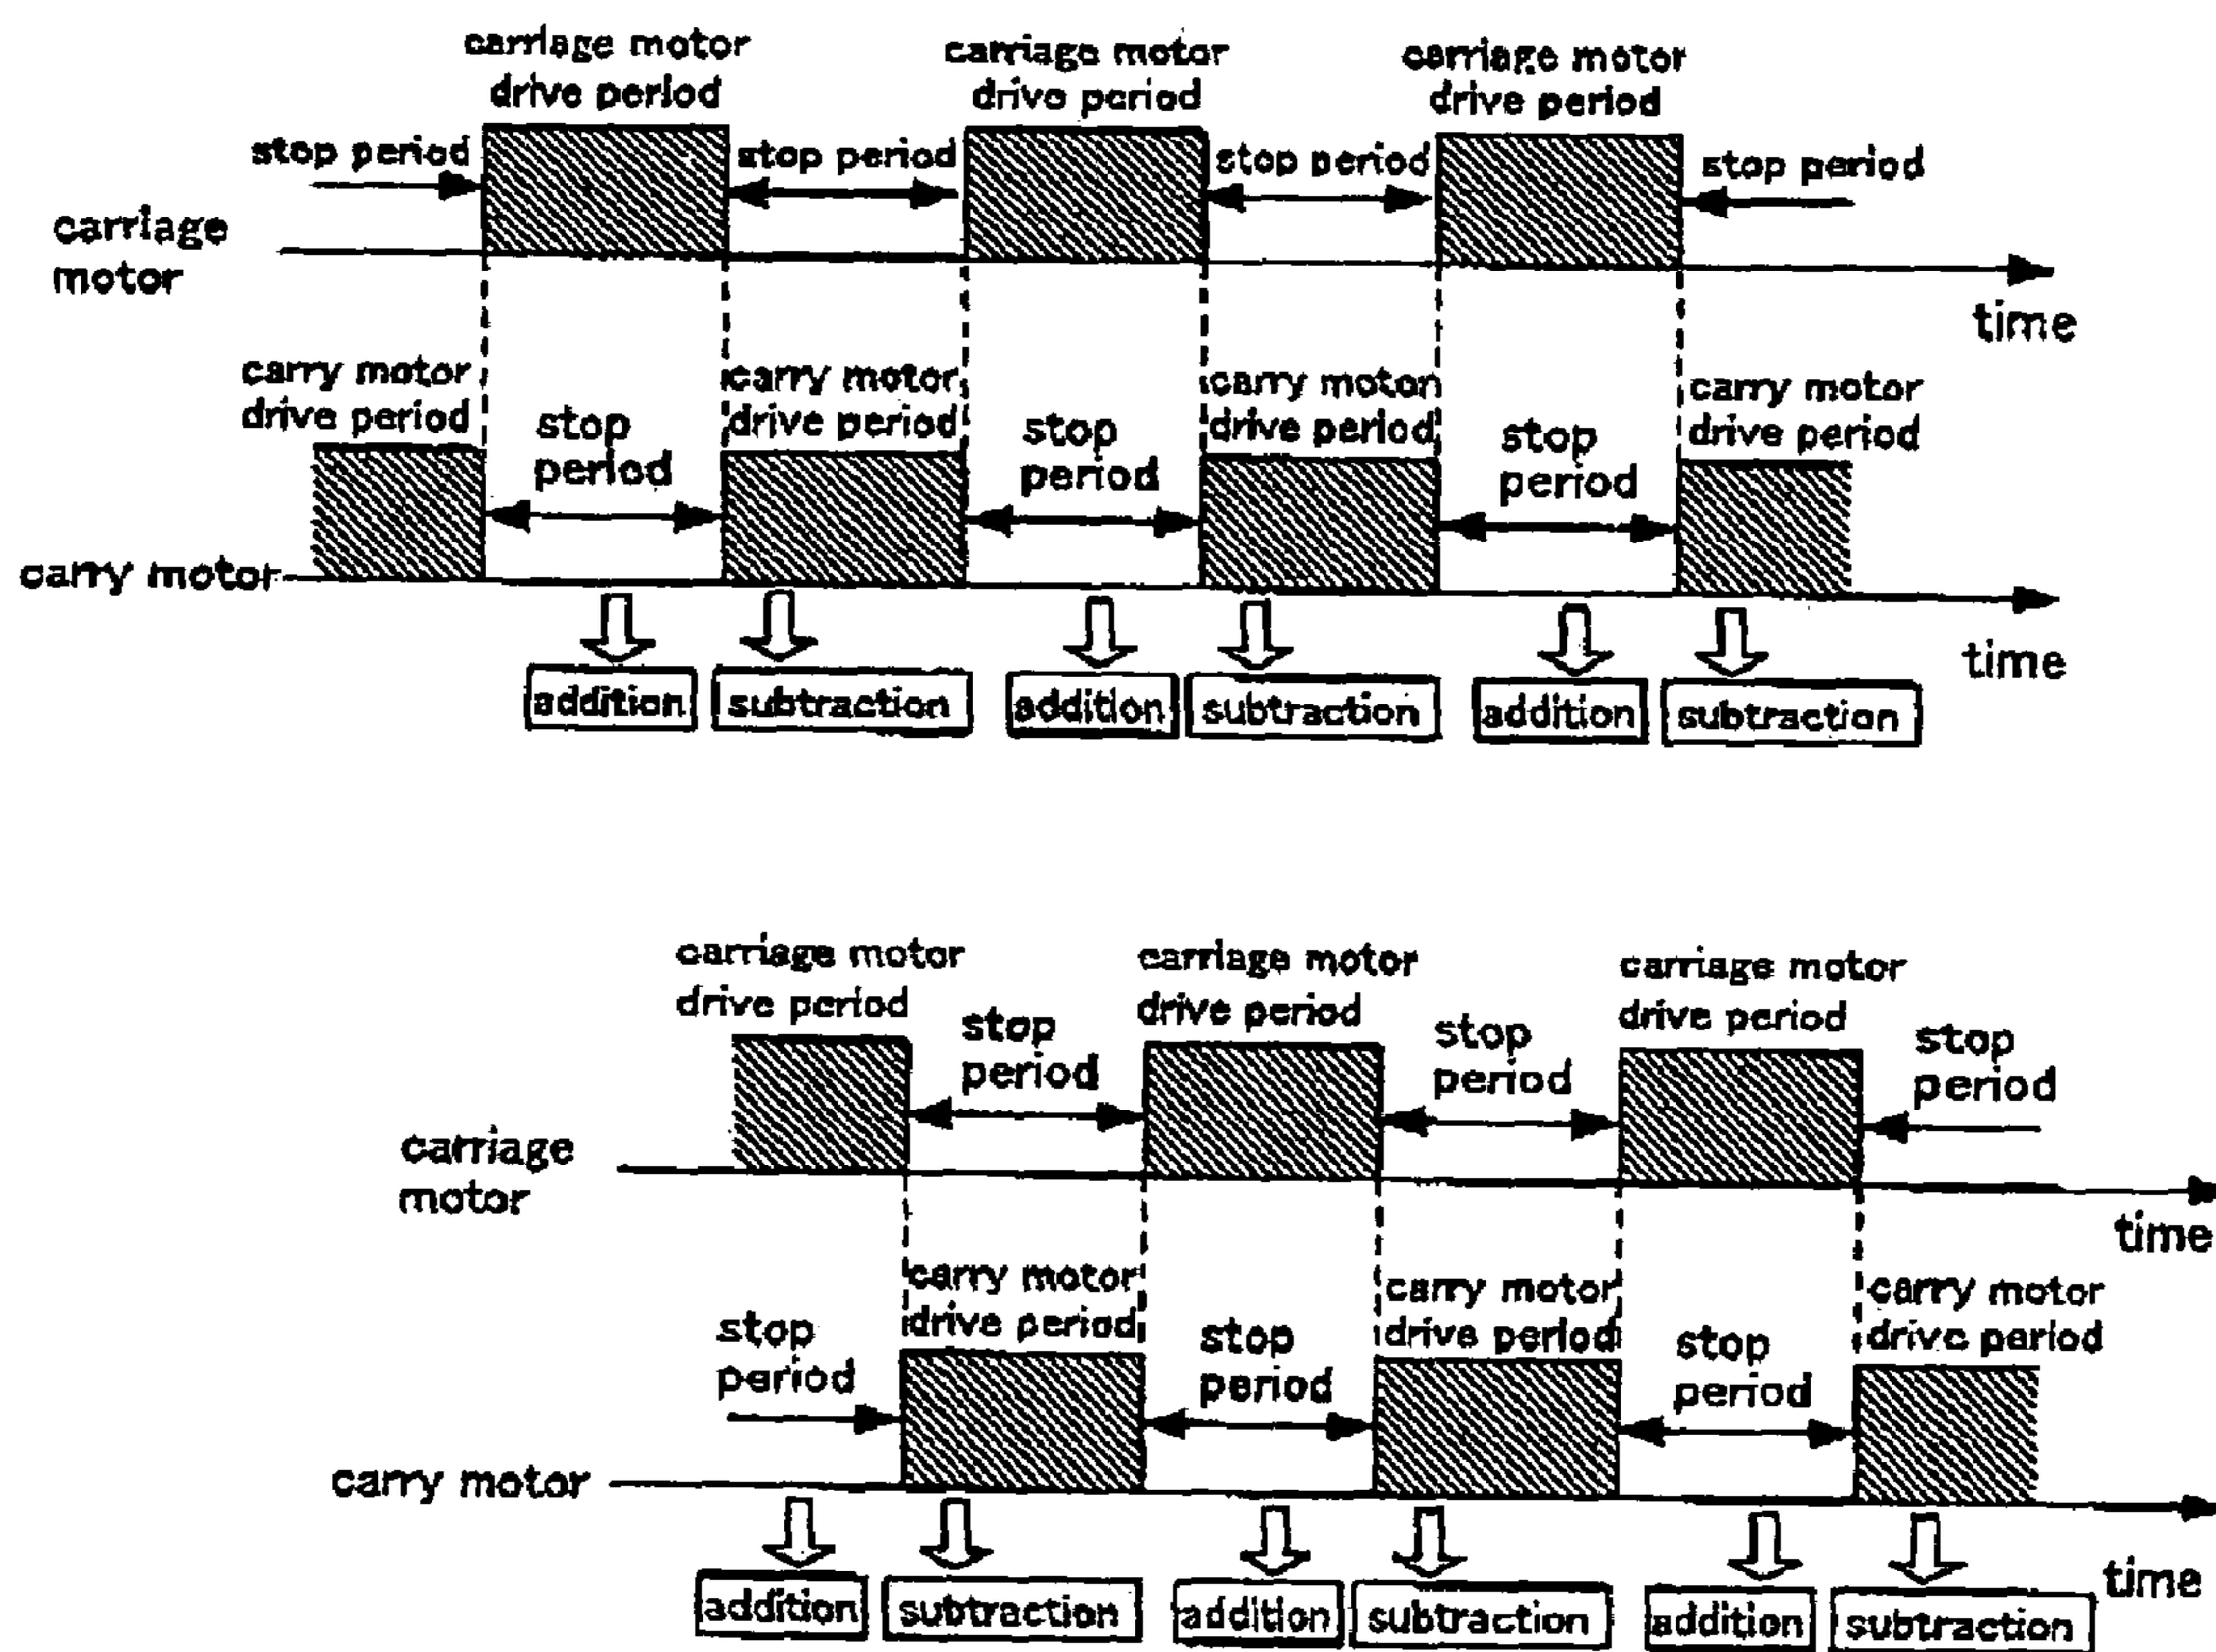 carriage motor
drive period
carriage motor
drive period
carriage motor
drive period
stop period
stop period
stop period
stop period
carriage
motor
time
carry motor
drive period
stop
period
carry motor
drive period
stop
period
carry motor
drive period
stop
period
carry motor
drive period
carry motor
time
addition
subtraction
addition
subtraction
addition
subtraction
carriage motor
drive period
stop
period
carriage motor
drive period
stop
period
carriage motor
drive period
stop
period
carriage
motor
time
stop
period
carry motor
drive period
stop
period
carry motor
drive period
stop
period
carry motor
drive period
carry motor
time
addition
subtraction
addition
subtraction
addition
subtraction